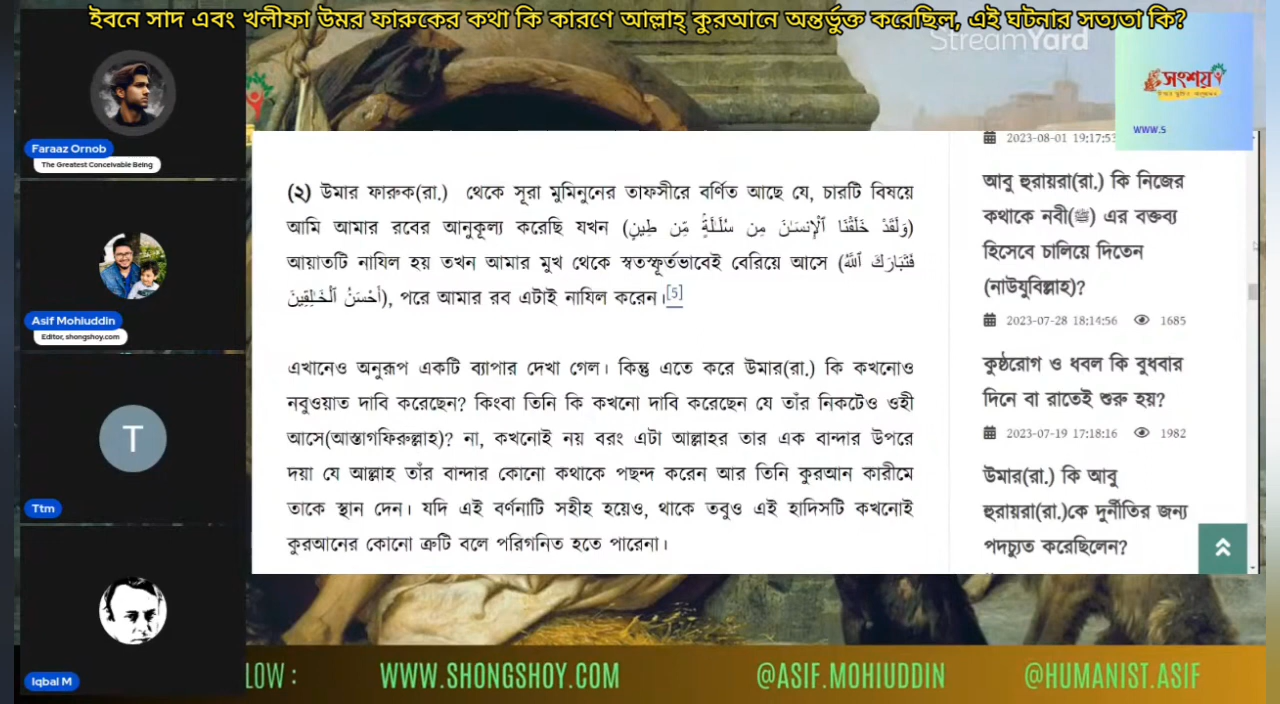 ইবনে সাদ এবং খলীফা উমর ফারুকের কথা কি কারণে আল্লাহ্ কুরআনে অন্তর্ভুক্ত করেছিল, এই ঘটনার সত্যতা কি?
StreamYard
সংশয়
WWW.S
Faraaz Ornob
The Greatest Conceivable Being
Asif Mohiuddin
Editor, shongshoy.com
T
Ttm
Iqbal M
(২) উমার ফারুক(রা.) থেকে সূরা মুমিনুনের তাফসীরে বর্ণিত আছে যে, চারটি বিষয়ে
আমি আমার রবের আনুকূল্য করেছি যখন (وَلَقَدْ خَلَقْنَا ٱلْإِنسَـٰنَ مِن سُلَـٰلَةٍۢ مِّن طِينٍۢ)
আয়াতটি নাযিল হয় তখন আমার মুখ থেকে স্বতস্ফূর্তভাবেই বেরিয়ে আসে (فَتَبَارَكَ ٱللَّهُ
أَحْسَنُ ٱلْخَـٰلِقِينَ), পরে আমার রব এটাই নাযিল করেন।[5]
এখানেও অনুরূপ একটি ব্যাপার দেখা গেল। কিন্তু এতে করে উমার(রা.) কি কখনোও
নবুওয়াত দাবি করেছেন? কিংবা তিনি কি কখনো দাবি করেছেন যে তাঁর নিকটেও ওহী
আসে(আস্তাগফিরুল্লাহ)? না, কখনোই নয় বরং এটা আল্লাহর তার এক বান্দার উপরে
দয়া যে আল্লাহ তাঁর বান্দার কোনো কথাকে পছন্দ করেন আর তিনি কুরআন কারীমে
তাকে স্থান দেন। যদি এই বর্ণনাটি সহীহ হয়েও, থাকে তবুও এই হাদিসটি কখনোই
কুরআনের কোনো ত্রুটি বলে পরিগনিত হতে পারেনা।
2023-08-01 19:17:53
আবু হুরায়রা(রা.) কি নিজের
কথাকে নবী(ﷺ) এর বক্তব্য
হিসেবে চালিয়ে দিতেন
(নাউযুবিল্লাহ)?
2023-07-28 18:14:56 1685
কুষ্ঠরোগ ও ধবল কি বুধবার
দিনে বা রাতেই শুরু হয়?
2023-07-19 17:18:16 1982
উমার(রা.) কি আবু
হুরায়রা(রা.)কে দুর্নীতির জন্য
পদচ্যুত করেছিলেন?
LOW :
WWW.SHONGSHOY.COM
@ASIF.MOHIUDDIN
@HUMANIST.ASIF